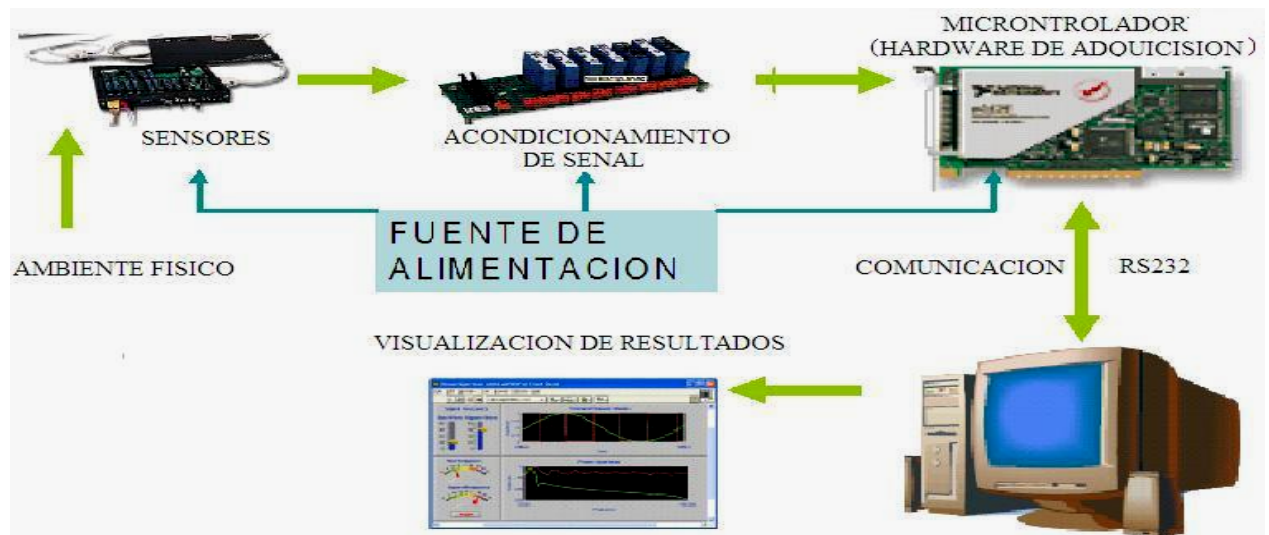 MICRONTROLADOR
(HARDWARE DE ADQUICISION)
SENSORES
ACONDICIONAMIENTO
DE SENAL
FUENTE DE
ALIMENTACION
AMBIENTE FISICO
COMUNICACION
RS232
VISUALIZACION DE RESULTADOS